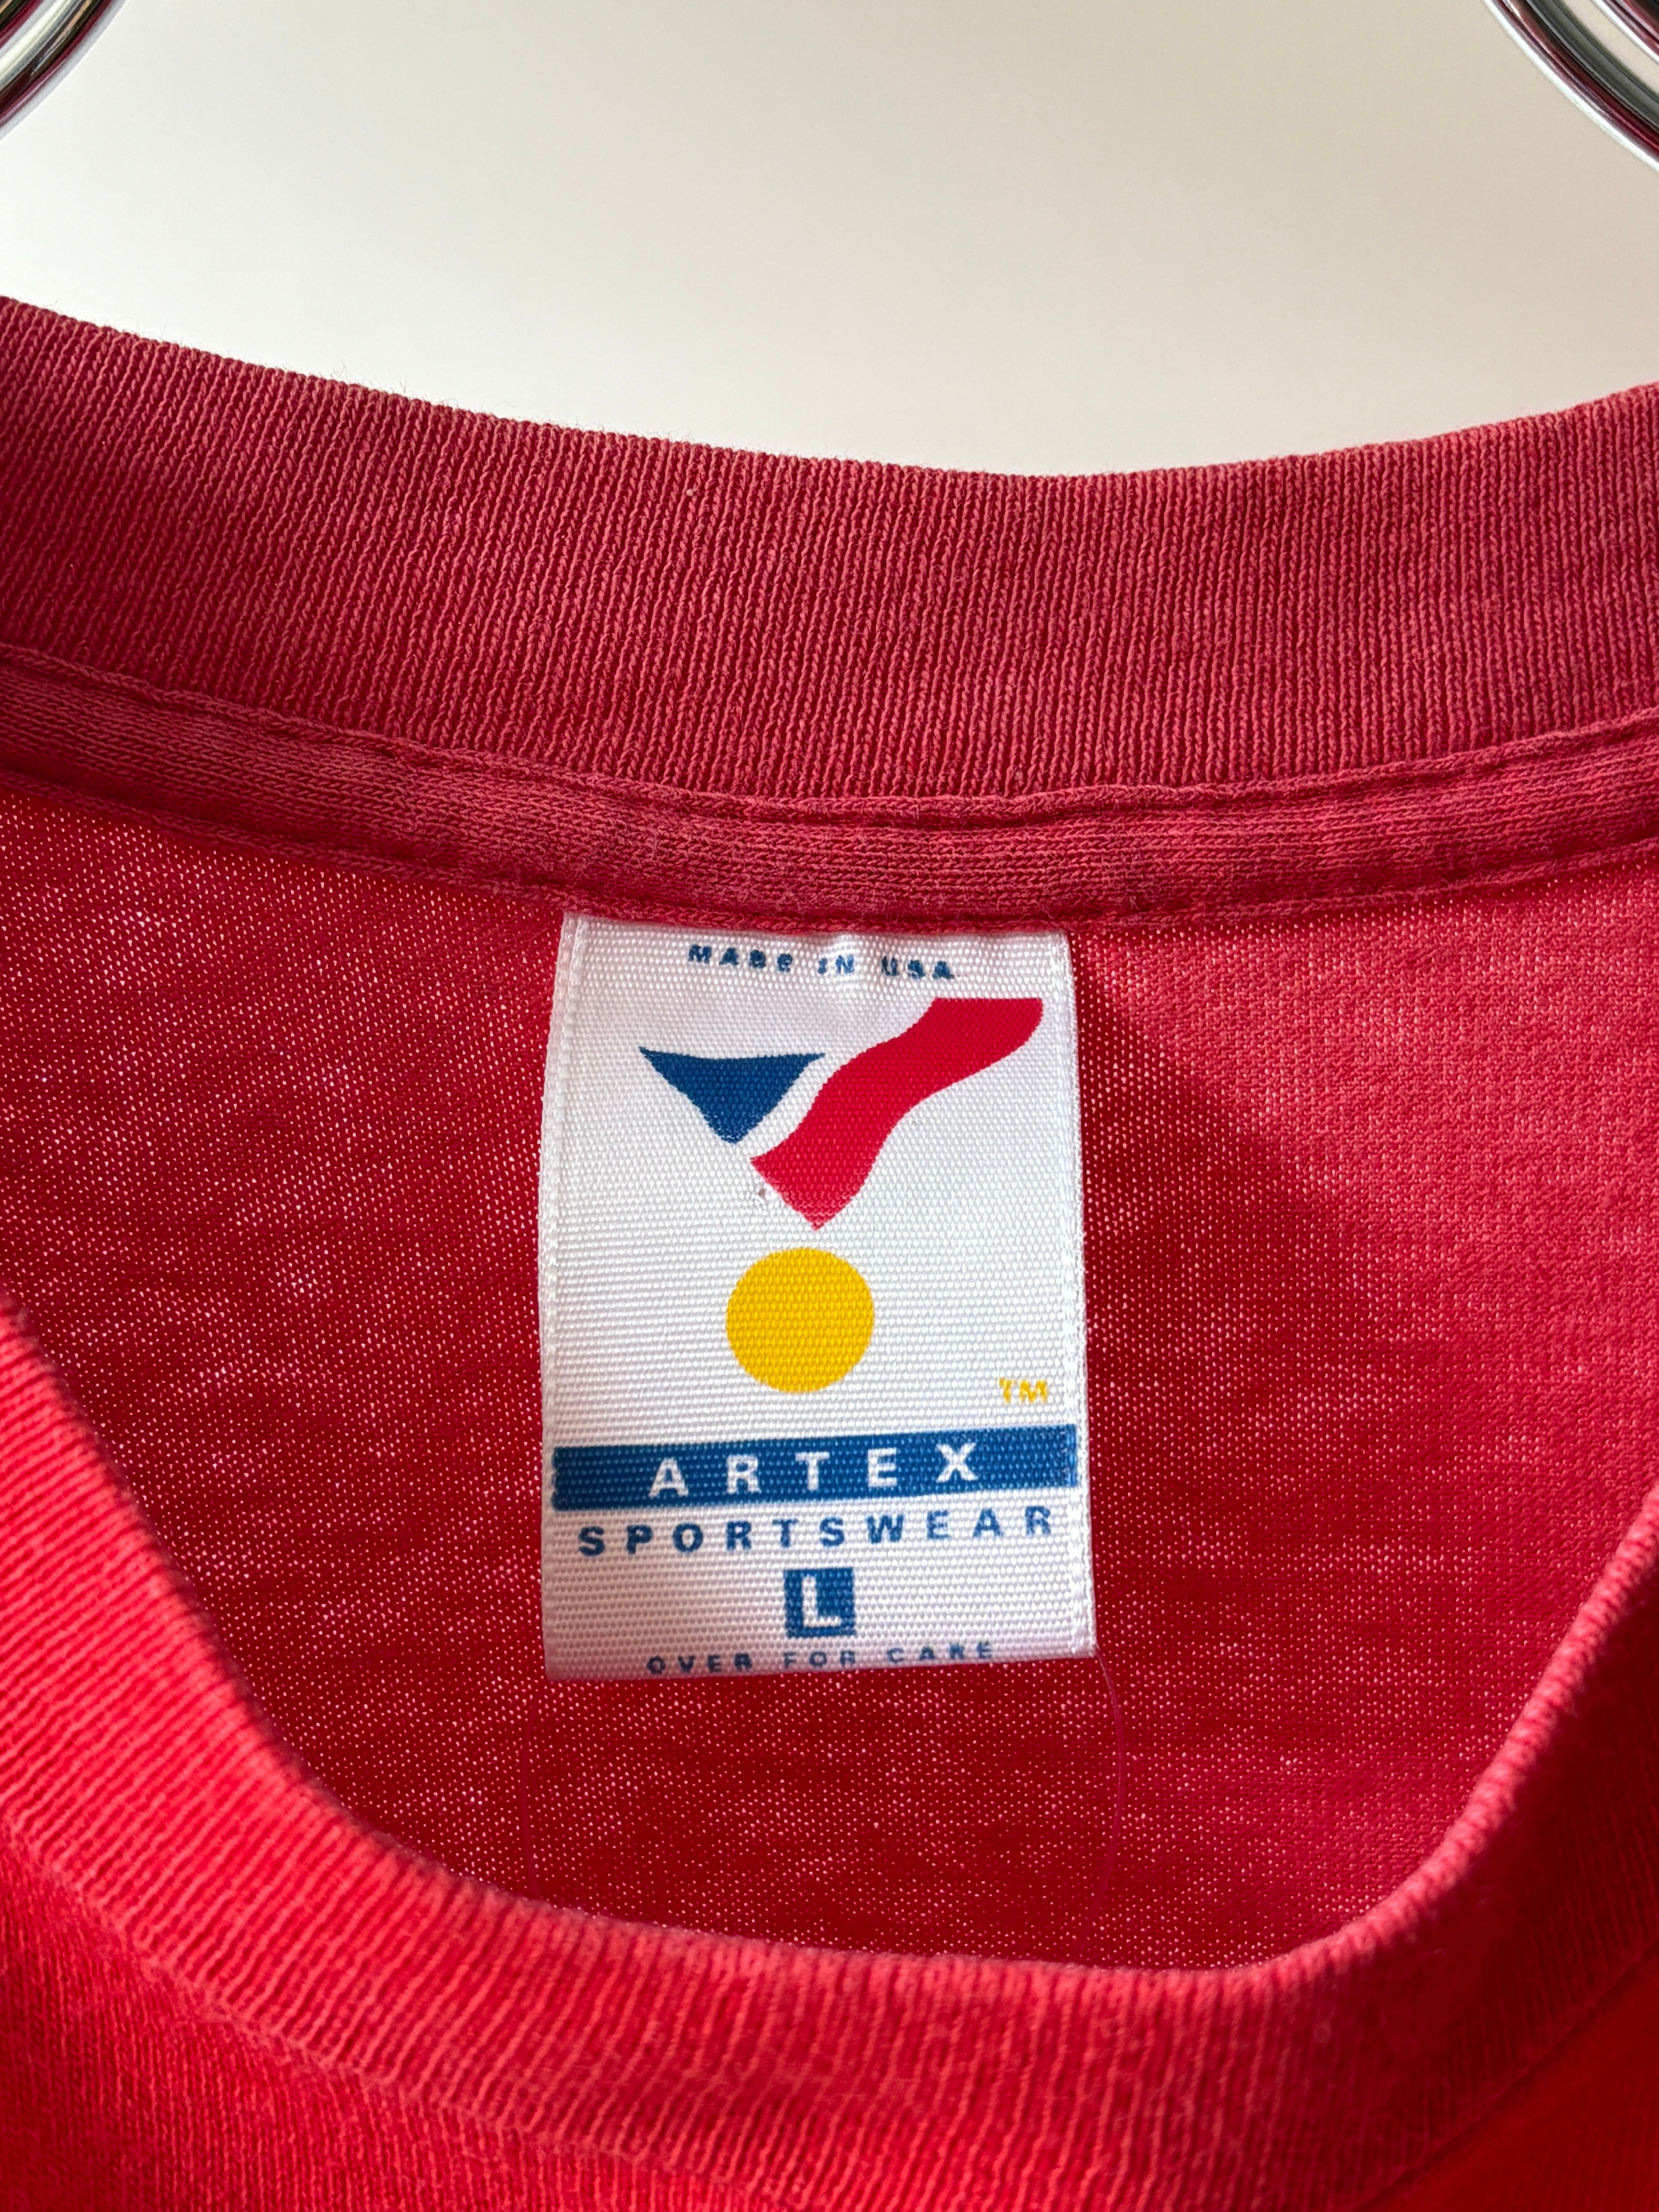 MADE IN USA
TM
ARTEX
SPORTSWEAR
L
OVER FOR CARE